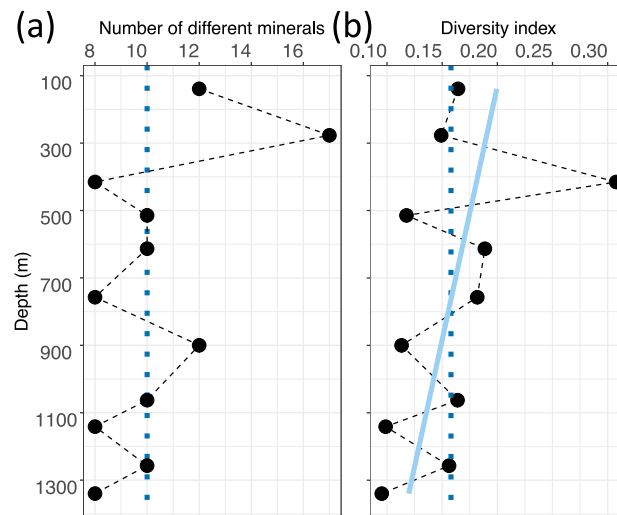 (a) Number of different minerals
8 10 12 14 16
(b) Diversity index
0.10 0.15 0.20 0.25 0.30
Depth (m)
100
300
500
700
900
1100
1300